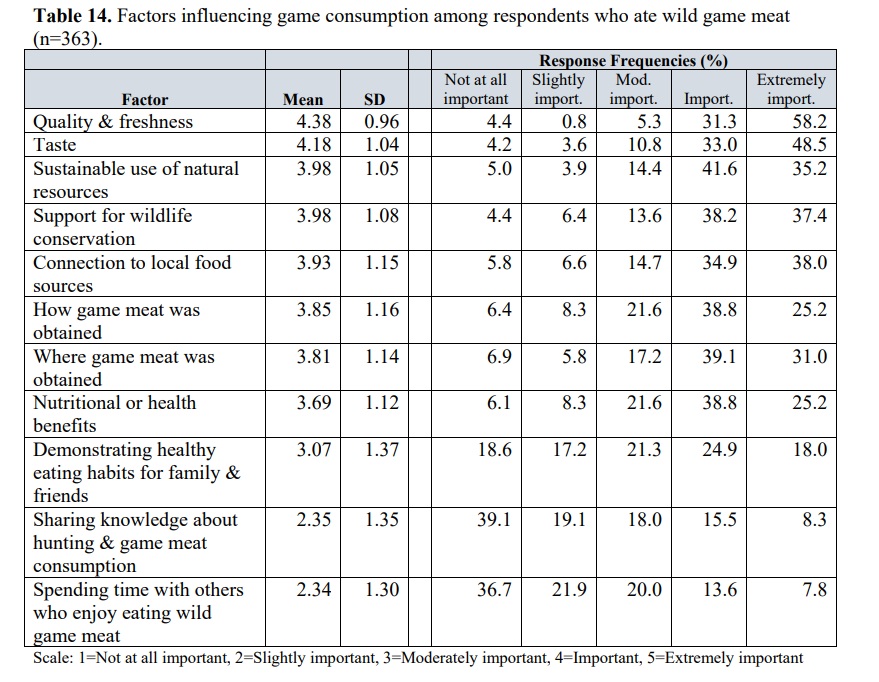 Table 14. Factors influencing game consumption among respondents who ate wild game meat
(n=363).
Response Frequencies (%)
Factor Mean SD Not at all important Slightly import. Mod. import. Import. Extremely import.
Quality & freshness 4.38 0.96 4.4 0.8 5.3 31.3 58.2
Taste 4.18 1.04 4.2 3.6 10.8 33.0 48.5
Sustainable use of natural 3.98 1.05 5.0 3.9 14.4 41.6 35.2
resources
Support for wildlife 3.98 1.08 4.4 6.4 13.6 38.2 37.4
conservation
Connection to local food 3.93 1.15 5.8 6.6 14.7 34.9 38.0
sources
How game meat was 3.85 1.16 6.4 8.3 21.6 38.8 25.2
obtained
Where game meat was 3.81 1.14 6.9 5.8 17.2 39.1 31.0
obtained
Nutritional or health 3.69 1.12 6.1 8.3 21.6 38.8 25.2
benefits
Demonstrating healthy 3.07 1.37 18.6 17.2 21.3 24.9 18.0
eating habits for family &
friends
Sharing knowledge about 2.35 1.35 39.1 19.1 18.0 15.5 8.3
hunting & game meat
consumption
Spending time with others 2.34 1.30 36.7 21.9 20.0 13.6 7.8
who enjoy eating wild
game meat
Scale: 1=Not at all important, 2=Slightly important, 3=Moderately important, 4=Important, 5=Extremely important